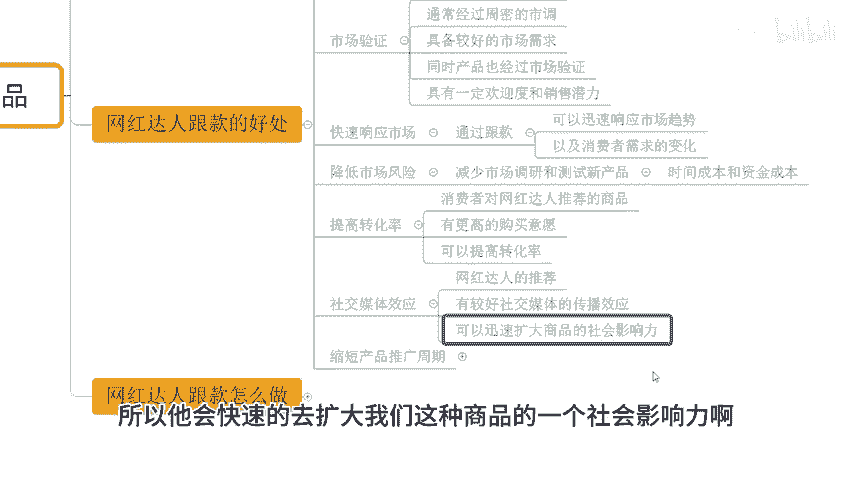 bilibili
品
网红达人跟款的好处
市场验证
通常经过周密的市调
具备较好的市场需求
同时产品也经过市场验证
具有一定欢迎度和销售潜力
快速响应市场
通过跟款
可以迅速响应市场趋势
以及消费者需求的变化
降低市场风险
减少市场调研和测试新产品
时间成本和资金成本
提高转化率
消费者对网红达人推荐的商品
有更高的购买意愿
可以提高转化率
社交媒体效应
网红达人的推荐
有较好社交媒体的传播效应
可以迅速扩大商品的社会影响力
缩短产品推广周期
网红达人跟款怎么做
所以他会快速的去扩大我们这种商品的一个社会影响力啊